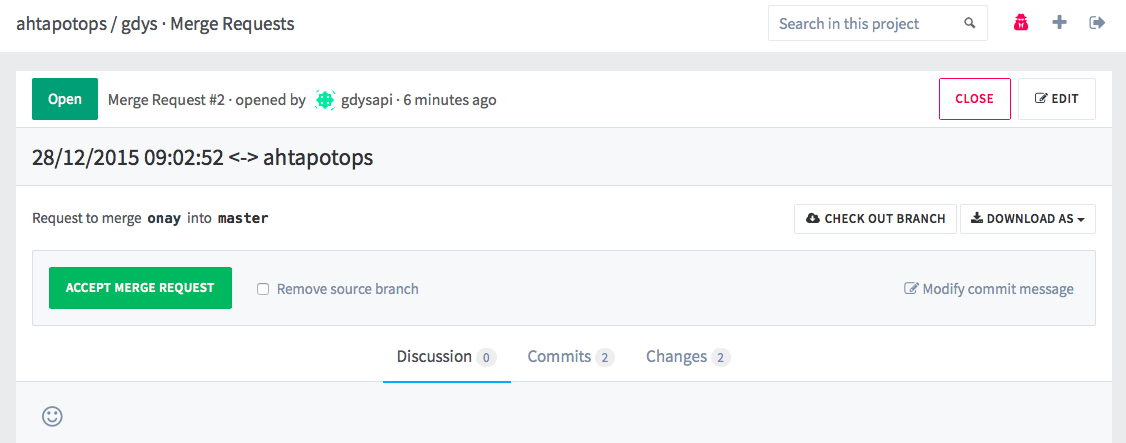 ahtapotops / gdys · Merge Requests
Search in this project
Open Merge Request #2 · opened by gdysapi · 6 minutes ago CLOSE EDIT
28/12/2015 09:02:52 <-> ahtapotops
Request to merge onay into master CHECK OUT BRANCH DOWNLOAD AS
ACCEPT MERGE REQUEST Remove source branch Modify commit message
Discussion 0 Commits 2 Changes 2